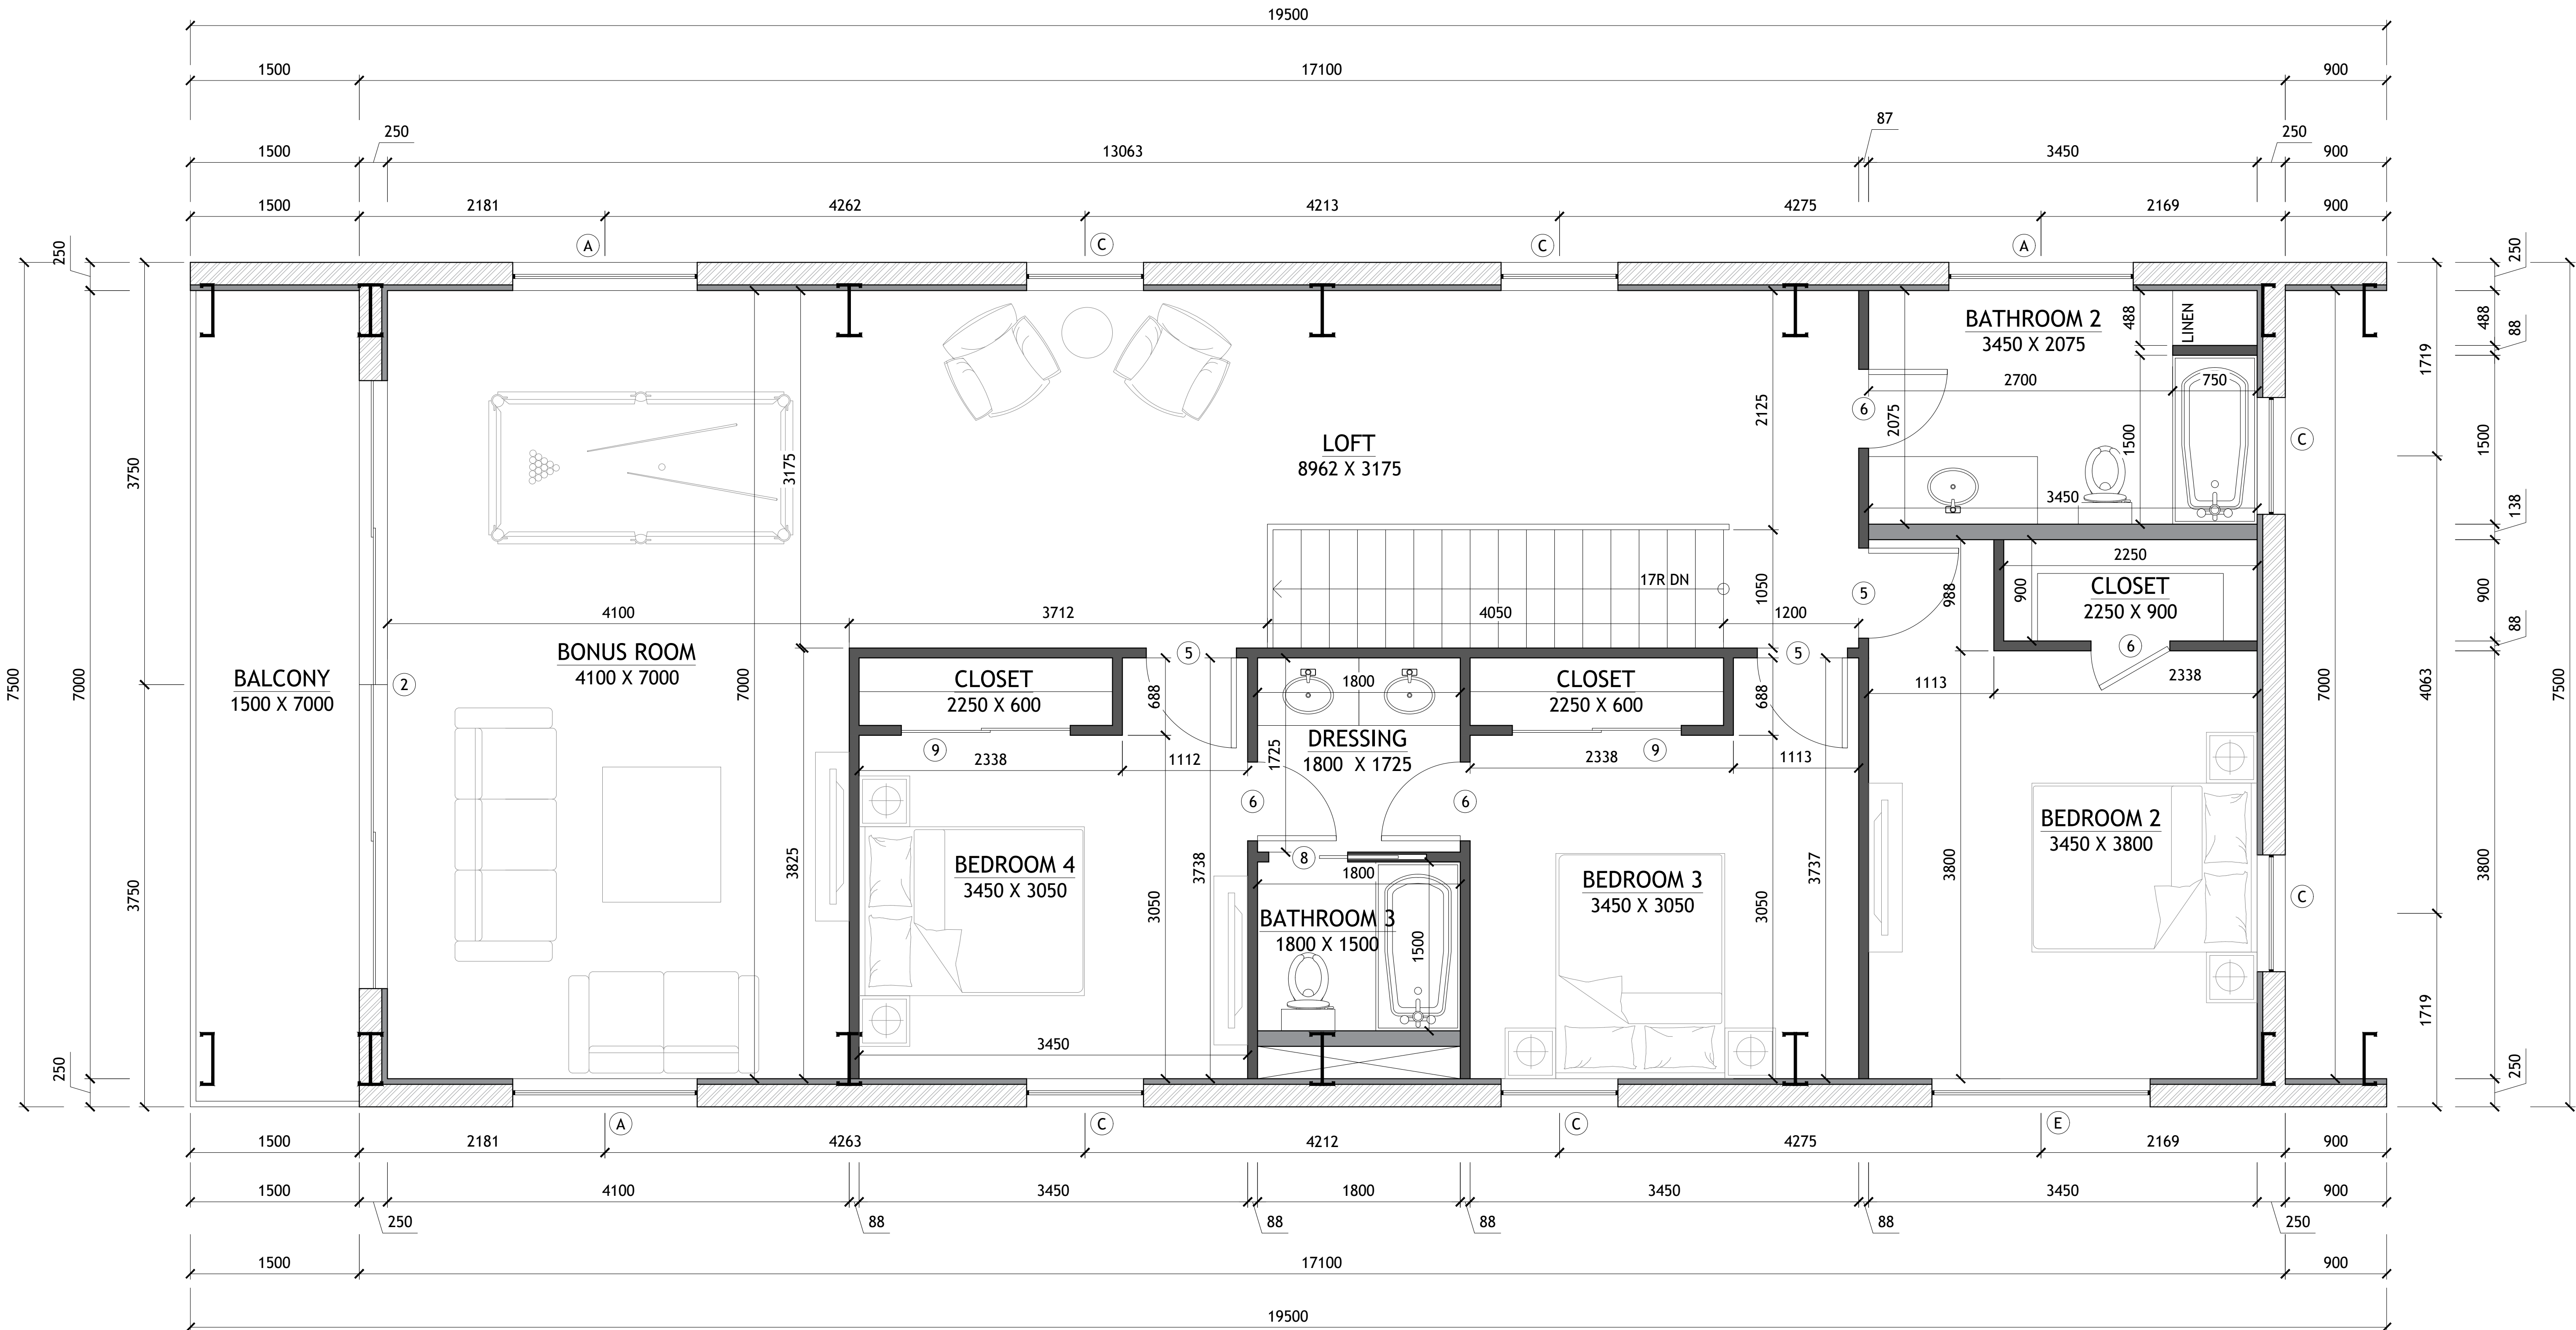 19500
1500 17100 900
250 87 250
1500 13063 3450 900
1500 2181 4262 4213 4275 2169 900
A C C A
250 250
488 LINEN 488
88
BATHROOM 2
3450 X 2075
1719
2700 750
2125
6 2075
LOFT
8962 X 3175
C
3750 3175 1500 1500
3450
138
17R DN
2250
CLOSET
2250 X 900
1050 5 988 900 900
4100 3712 4050 1200
88
6
BONUS ROOM
4100 X 7000
5 5
BALCONY
1500 X 7000
7500 7000 2 7000
CLOSET
2250 X 600
1800
CLOSET
2250 X 600
688 688
1113 2338
7000 4063 7500
DRESSING
1800 X 1725
9 1725 9
2338 1112 2338 1113
6 6
BEDROOM 2
3450 X 3800
8
1800
BEDROOM 4
3450 X 3050
3825 3738 3737 3800 3800
BEDROOM 3
3450 X 3050
C
3750 3050 3050
BATHROOM 3
1800 X 1500
1500
1719
3450
250 250
A C C E
1500 2181 4263 4212 4275 2169 900
1500 4100 3450 1800 3450 3450 900
250 88 88 88 88 250
1500 17100 900
19500